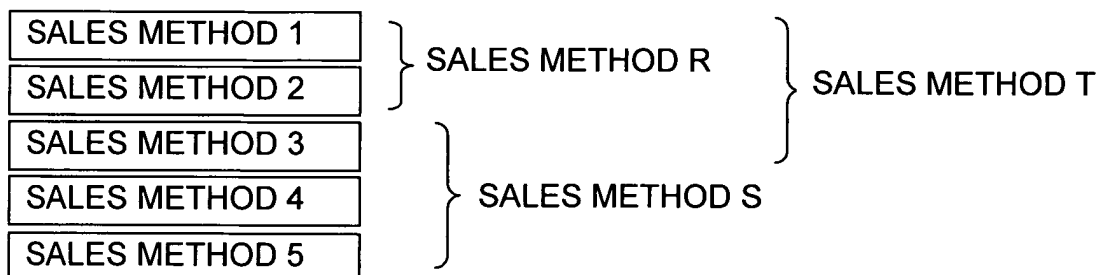 SALES METHOD 1
SALES METHOD 2
SALES METHOD 3
SALES METHOD 4
SALES METHOD 5
SALES METHOD R
SALES METHOD S
SALES METHOD T